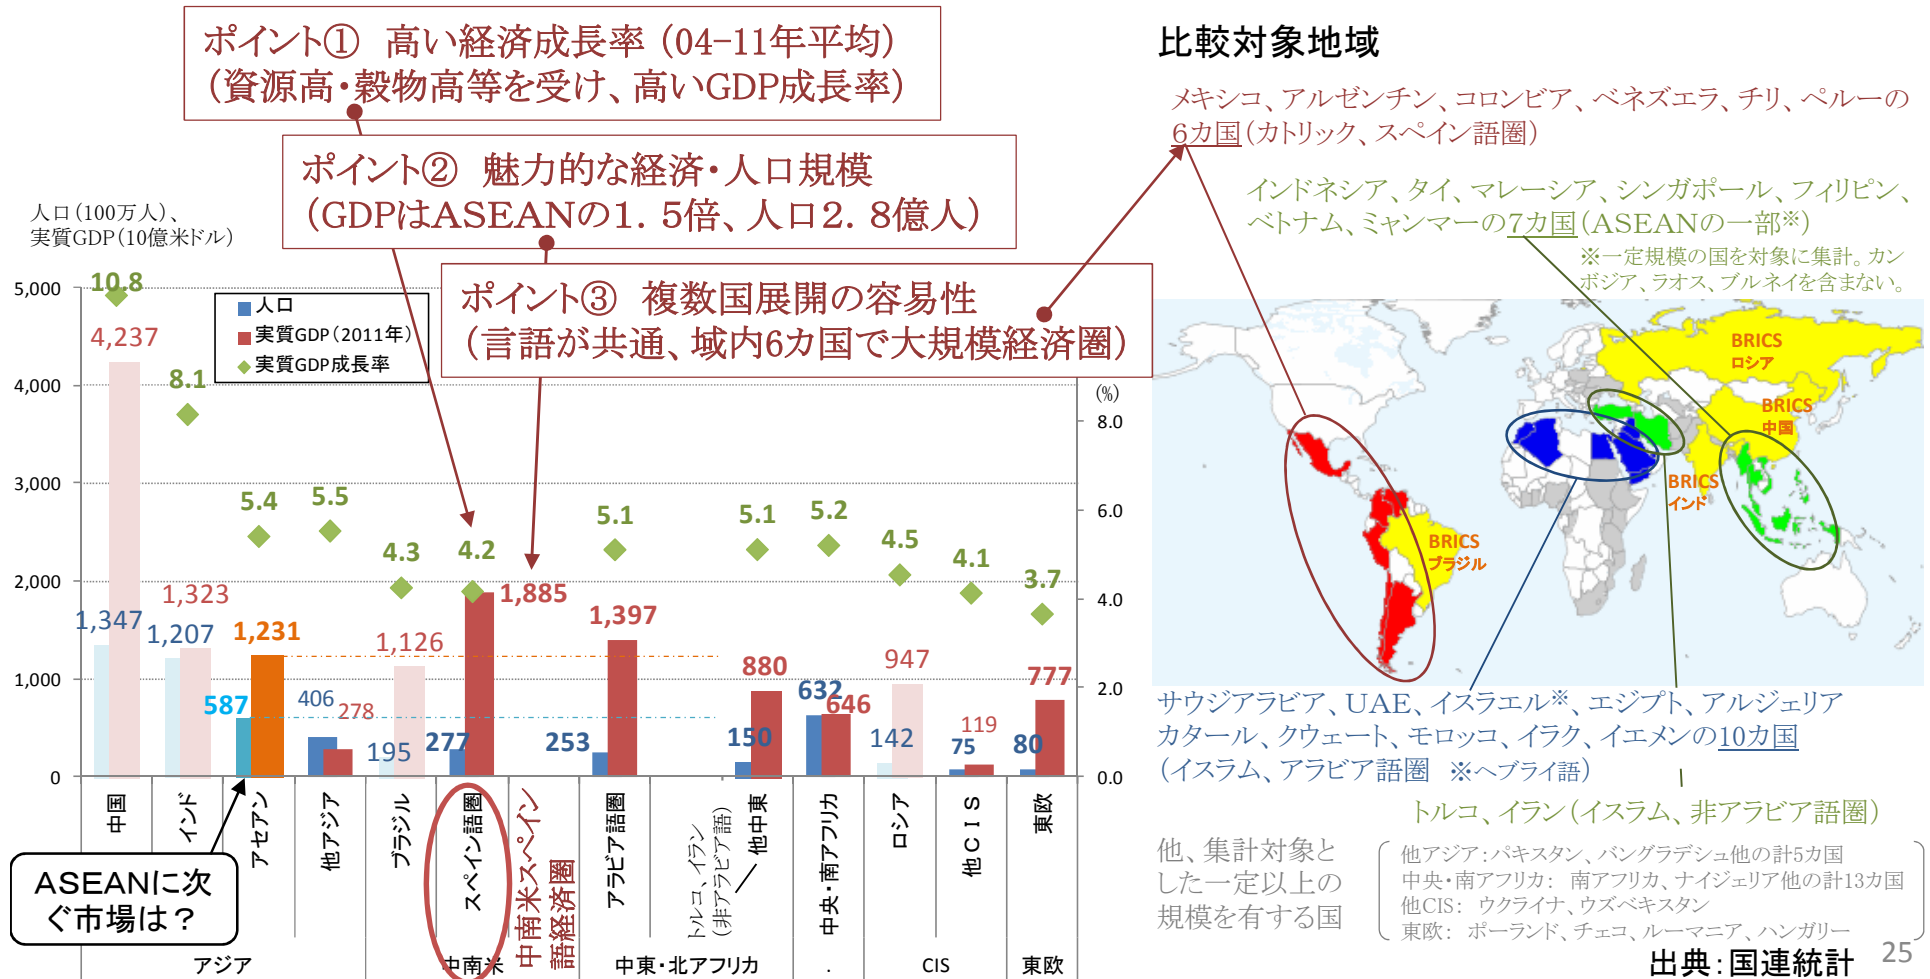 ポイント① 高い経済成長率（04-11年平均）
（資源高・穀物高等を受け、高いGDP成長率）
ポイント② 魅力的な経済・人口規模
（GDPはASEANの1．5倍、人口2．8億人）
ポイント③ 複数国展開の容易性
（言語が共通、域内6カ国で大規模経済圏）
人口（100万人）、
実質GDP（10億米ドル）
人口
実質GDP（2011年）
実質GDP成長率
5,000
4,000
3,000
2,000
1,000
0
(%)
8.0
6.0
4.0
2.0
0.0
10.8
8.1
5.4
5.5
4.3
4.2
5.1
5.1
5.2
4.5
4.1
3.7
4,237
1,347
1,207
1,323
587
1,231
406
278
195
1,126
277
1,885
253
1,397
150
880
632
646
142
947
75
119
80
777
中国
インド
アセアン
他アジア
ブラジル
スペイン語圏
中南米スペイン
語経済圏
アラビア語圏
トルコ、イラン
（非アラビア語）
他中東
中央・南アフリカ
ロシア
他ＣＩＳ
東欧
アジア
中南米
中東・北アフリカ
.
CIS
東欧
ASEANに次
ぐ市場は？
比較対象地域
メキシコ、アルゼンチン、コロンビア、ベネズエラ、チリ、ペルーの
6カ国（カトリック、スペイン語圏）
インドネシア、タイ、マレーシア、シンガポール、フィリピン、
ベトナム、ミャンマーの7カ国（ASEANの一部※）
※一定規模の国を対象に集計。カン
ボジア、ラオス、ブルネイを含まない。
BRICS
ロシア
BRICS
中国
BRICS
インド
BRICS
ブラジル
サウジアラビア、UAE、イスラエル※、エジプト、アルジェリア
カタール、クウェート、モロッコ、イラク、イエメンの10カ国
（イスラム、アラビア語圏 ※ヘブライ語）
トルコ、イラン（イスラム、非アラビア語圏）
他、集計対象と
した一定以上の
規模を有する国
他アジア：パキスタン、バングラデシュ他の計5カ国
中央・南アフリカ： 南アフリカ、ナイジェリア他の計13カ国
他CIS： ウクライナ、ウズベキスタン
東欧： ポーランド、チェコ、ルーマニア、ハンガリー
出典：国連統計
25